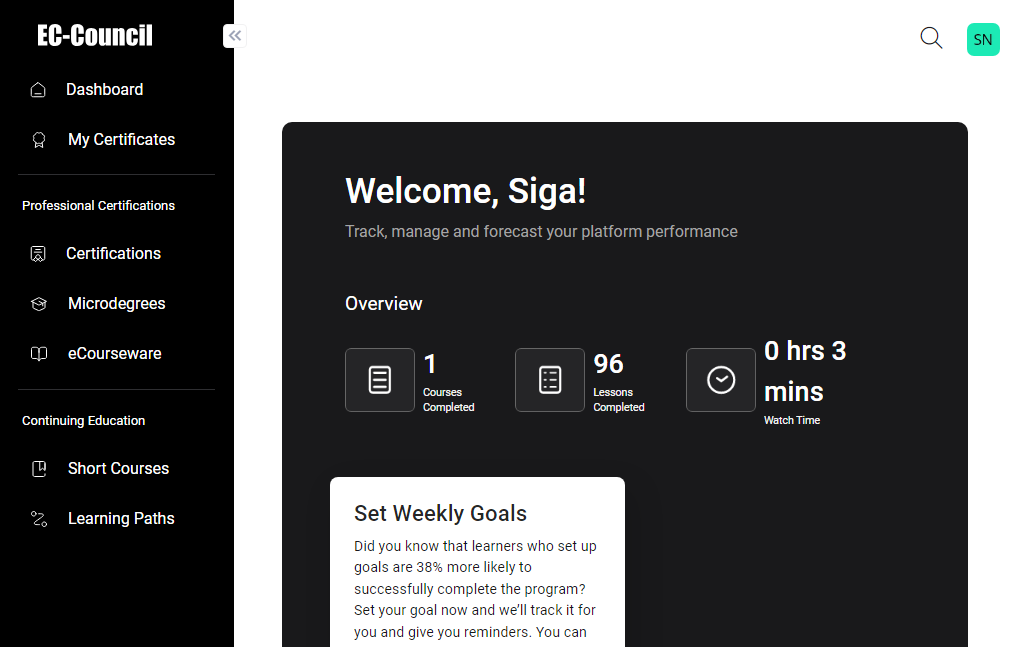 EC-Council
Dashboard
My Certificates
Professional Certifications
Certifications
Microdegrees
eCourseware
Continuing Education
Short Courses
Learning Paths
SN
Welcome, Siga!
Track, manage and forecast your platform performance
Overview
1
Courses
Completed
96
Lessons
Completed
0 hrs 3
mins
Watch Time
Set Weekly Goals
Did you know that learners who set up
goals are 38% more likely to
successfully complete the program?
Set your goal now and we’ll track it for
you and give you reminders. You can